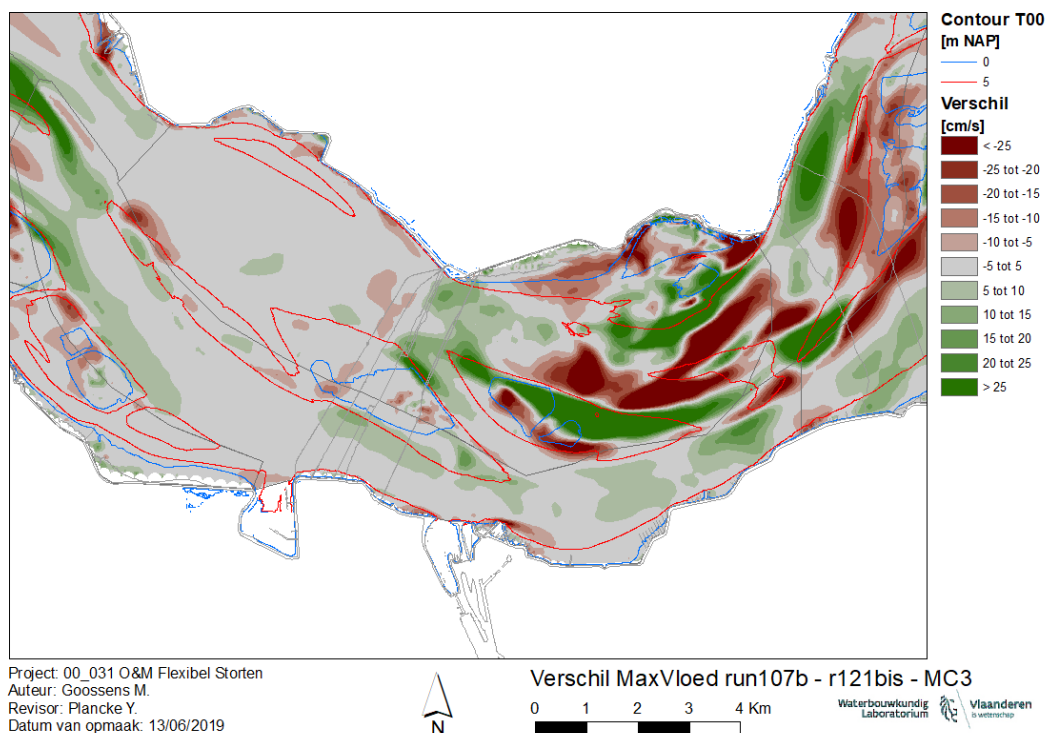 Contour T00
[m NAP]
0
5
Verschil
[cm/s]
< -25
-25 tot -20
-20 tot -15
-15 tot -10
-10 tot -5
-5 tot 5
5 tot 10
10 tot 15
15 tot 20
20 tot 25
> 25
Project: 00_031 O&M Flexibel Storten
Auteur: Goossens M.
Revisor: Plancke Y.
Datum van opmaak: 13/06/2019
N
Verschil MaxVloed run107b - r121bis - MC3
0 1 2 3 4 Km
Waterbouwkundig
Laboratorium
Vlaanderen
is wetenschap